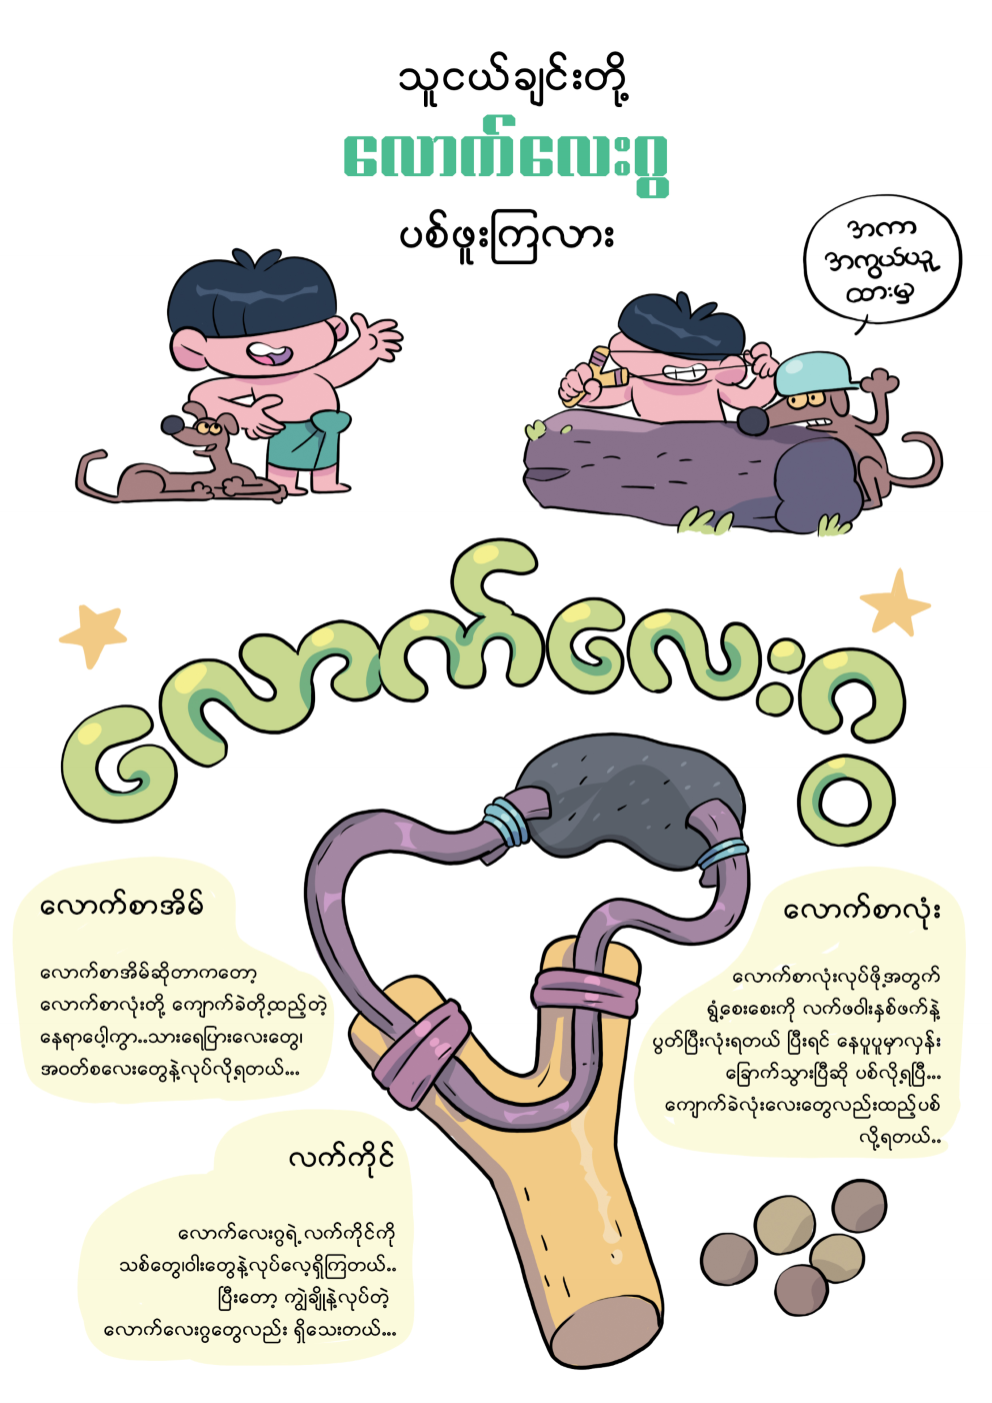 သူငယ်ချင်းတို့
လောက်လေးဂွ
ပစ်ဖူးကြလား
အကာ
အကွယ်ယူ
ထားမှ
လောက်လေးဂွ
လောက်စာအိမ်
လောက်စာအိမ်ဆိုတာကတော့
လောက်စာလုံးတို့ ကျောက်ခဲတို့ထည့်တဲ့
နေရာပေါ့ကွာ..သားရေပြားလေးတွေ၊
အဝတ်စလေးတွေနဲ့လုပ်လို့ရတယ်...
လောက်စာလုံး
လောက်စာလုံးလုပ်ဖို့အတွက်
ရွှံ့စေးစေးကို လက်ဖဝါးနှစ်ဖက်နဲ့
ပွတ်ပြီးလုံးရတယ် ပြီးရင် နေပူပူမှာလှန်း
ခြောက်သွားပြီဆို ပစ်လို့ရပြီ...
ကျောက်ခဲလုံးလေးတွေလည်းထည့်ပစ်
လို့ရတယ်..
လက်ကိုင်
လောက်လေးဂွရဲ့ လက်ကိုင်ကို
သစ်တွေ၊ဝါးတွေနဲ့လုပ်လေ့ရှိကြတယ်..
ပြီးတော့ ကျွဲချိုနဲ့လုပ်တဲ့
လောက်လေးဂွတွေလည်း ရှိသေးတယ်...